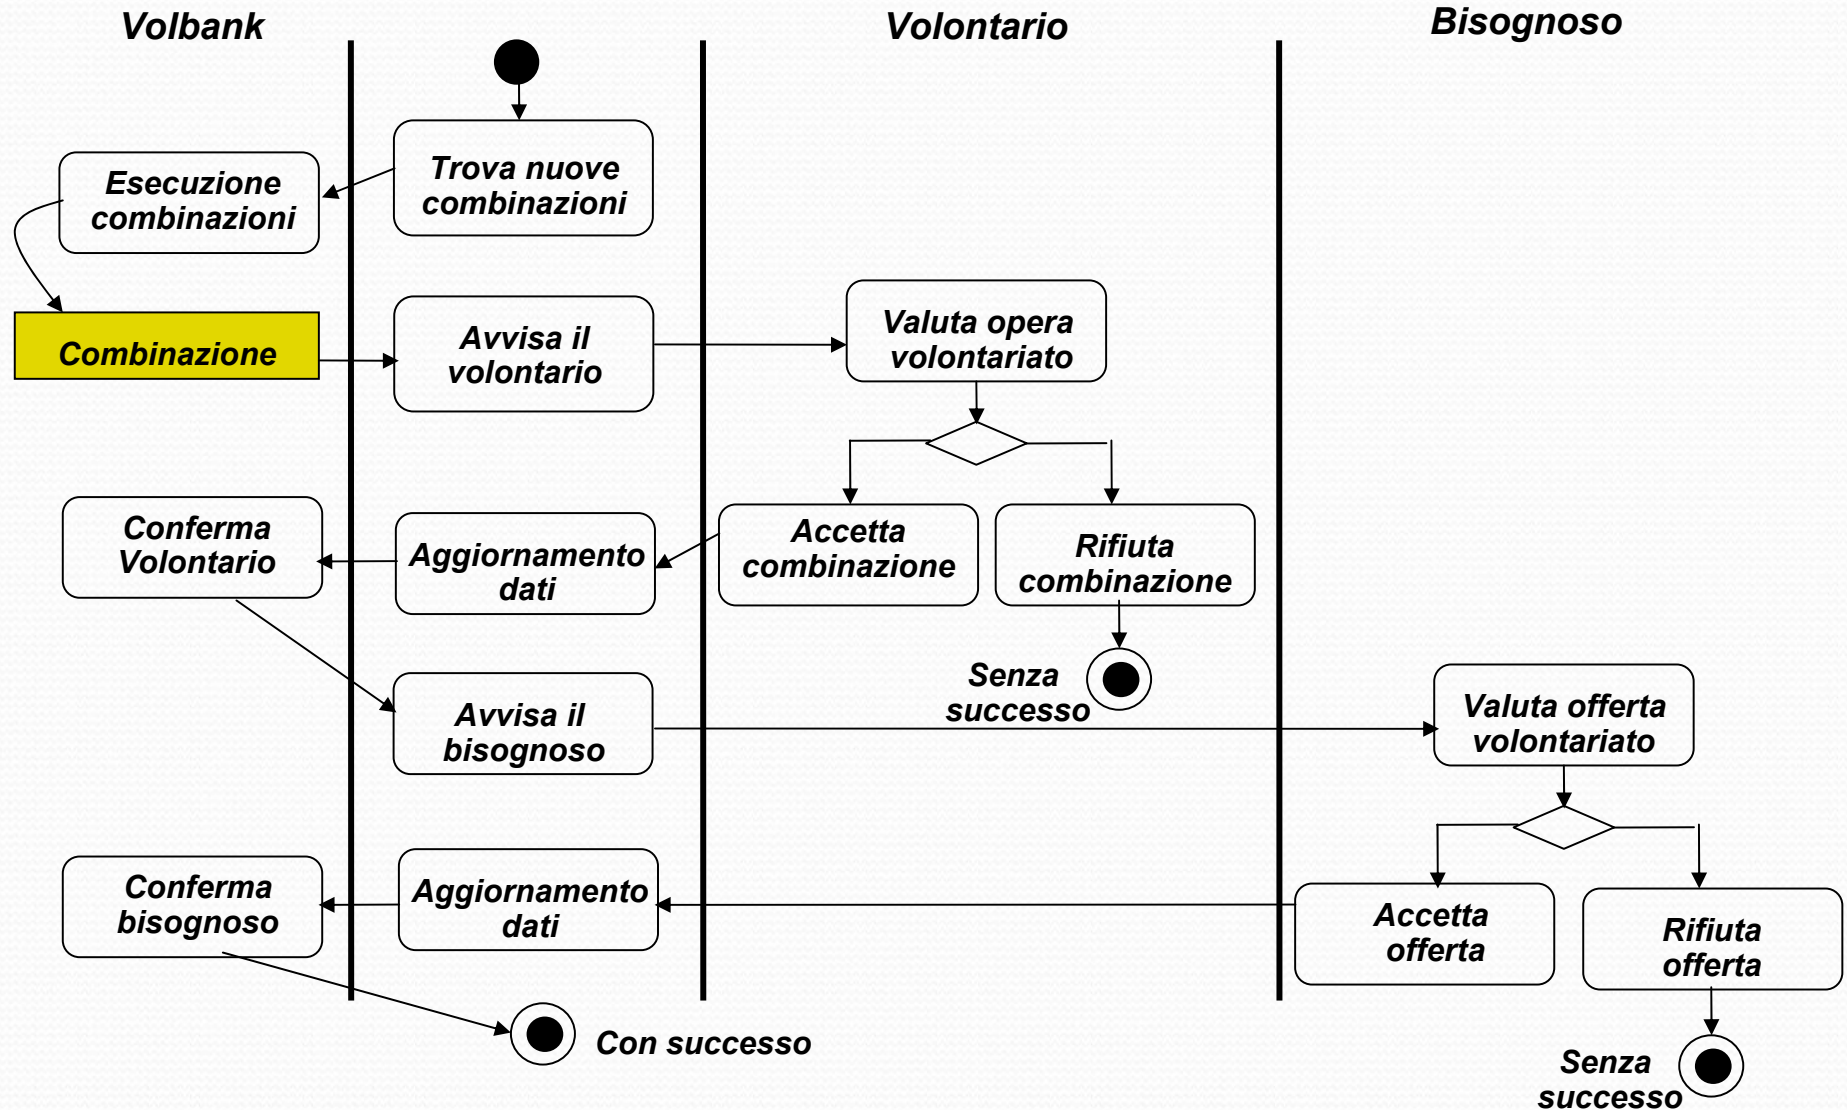 Volbank
Volontario
Bisognoso
Trova nuove
combinazioni
Esecuzione
combinazioni
Combinazione
Avvisa il
volontario
Valuta opera
volontariato
Conferma
Volontario
Aggiornamento
dati
Accetta
combinazione
Rifiuta
combinazione
Senza
successo
Avvisa il
bisognoso
Valuta offerta
volontariato
Conferma
bisognoso
Aggiornamento
dati
Accetta
offerta
Rifiuta
offerta
Con successo
Senza
successo